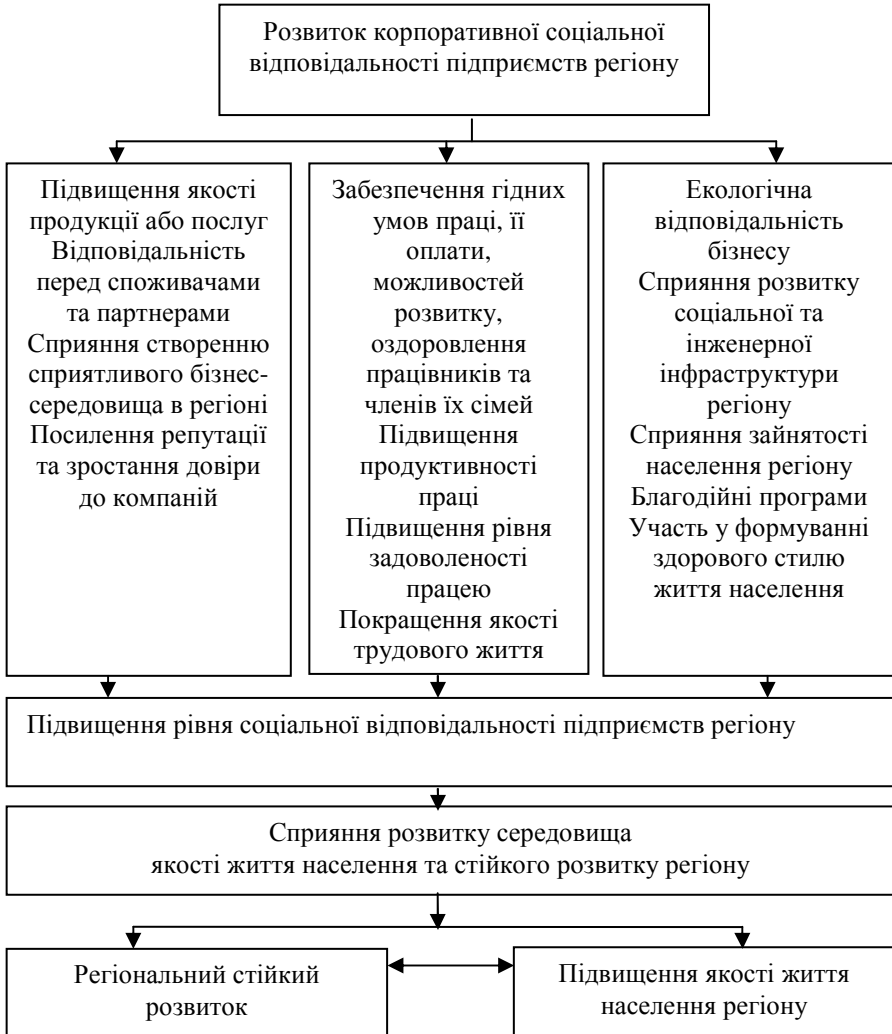 Розвиток корпоративної соціальної
відповідальності підприємств регіону
Підвищення якості
продукції або послуг
Відповідальність
перед споживачами
та партнерами
Сприяння створенню
сприятливого бізнес-
середовища в регіоні
Посилення репутації
та зростання довіри
до компаній
Забезпечення гідних
умов праці, її
оплати,
можливостей
розвитку,
оздоровлення
працівників та
членів їх сімей
Підвищення
продуктивності
праці
Підвищення рівня
задоволеності
працею
Покращення якості
трудового життя
Екологічна
відповідальність
бізнесу
Сприяння розвитку
соціальної та
інженерної
інфраструктури
регіону
Сприяння зайнятості
населення регіону
Благодійні програми
Участь у формуванні
здорового стилю
життя населення
Підвищення рівня соціальної відповідальності підприємств регіону
Сприяння розвитку середовища
якості життя населення та стійкого розвитку регіону
Регіональний стійкий
розвиток
Підвищення якості життя
населення регіону